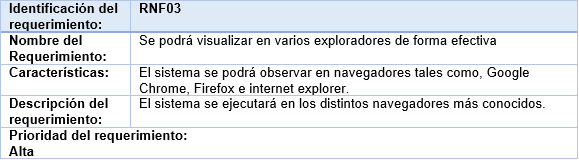 Identificación del RNF03
requerimiento:
Nombre del Se podrá visualizar en varios exploradores de forma efectiva
Requerimiento:
Características: El sistema se podrá observar en navegadores tales como, Google
Chrome, Firefox e internet explorer.
Descripción del El sistema se ejecutará en los distintos navegadores más conocidos.
requerimiento:
Prioridad del requerimiento:
Alta